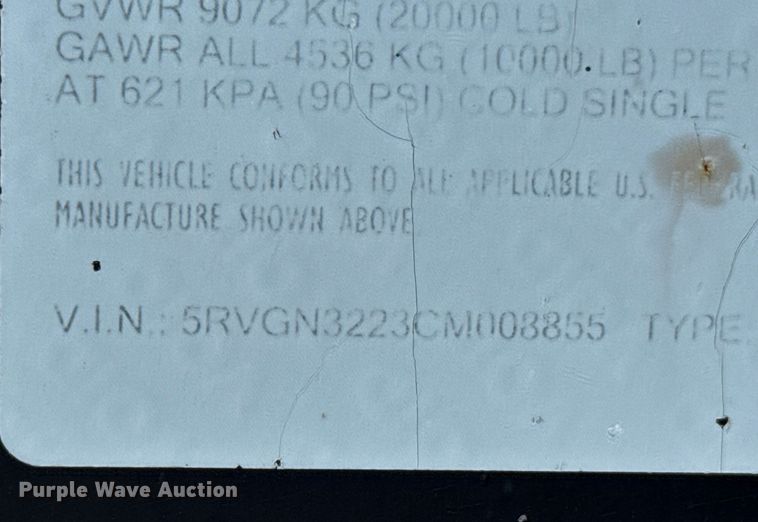 GVWR 9072 KG (20000 LB)
GAWR ALL 4536 KG (10000 LB) PER
AT 621 KPA (90 PSI) COLD SINGLE
THIS VEHICLE CONFORMS TO ALL APPLICABLE U.S.
MANUFACTURE SHOWN ABOVE
V.I.N.: 5RVGN3223CM008855 TYPE:
Purple Wave Auction